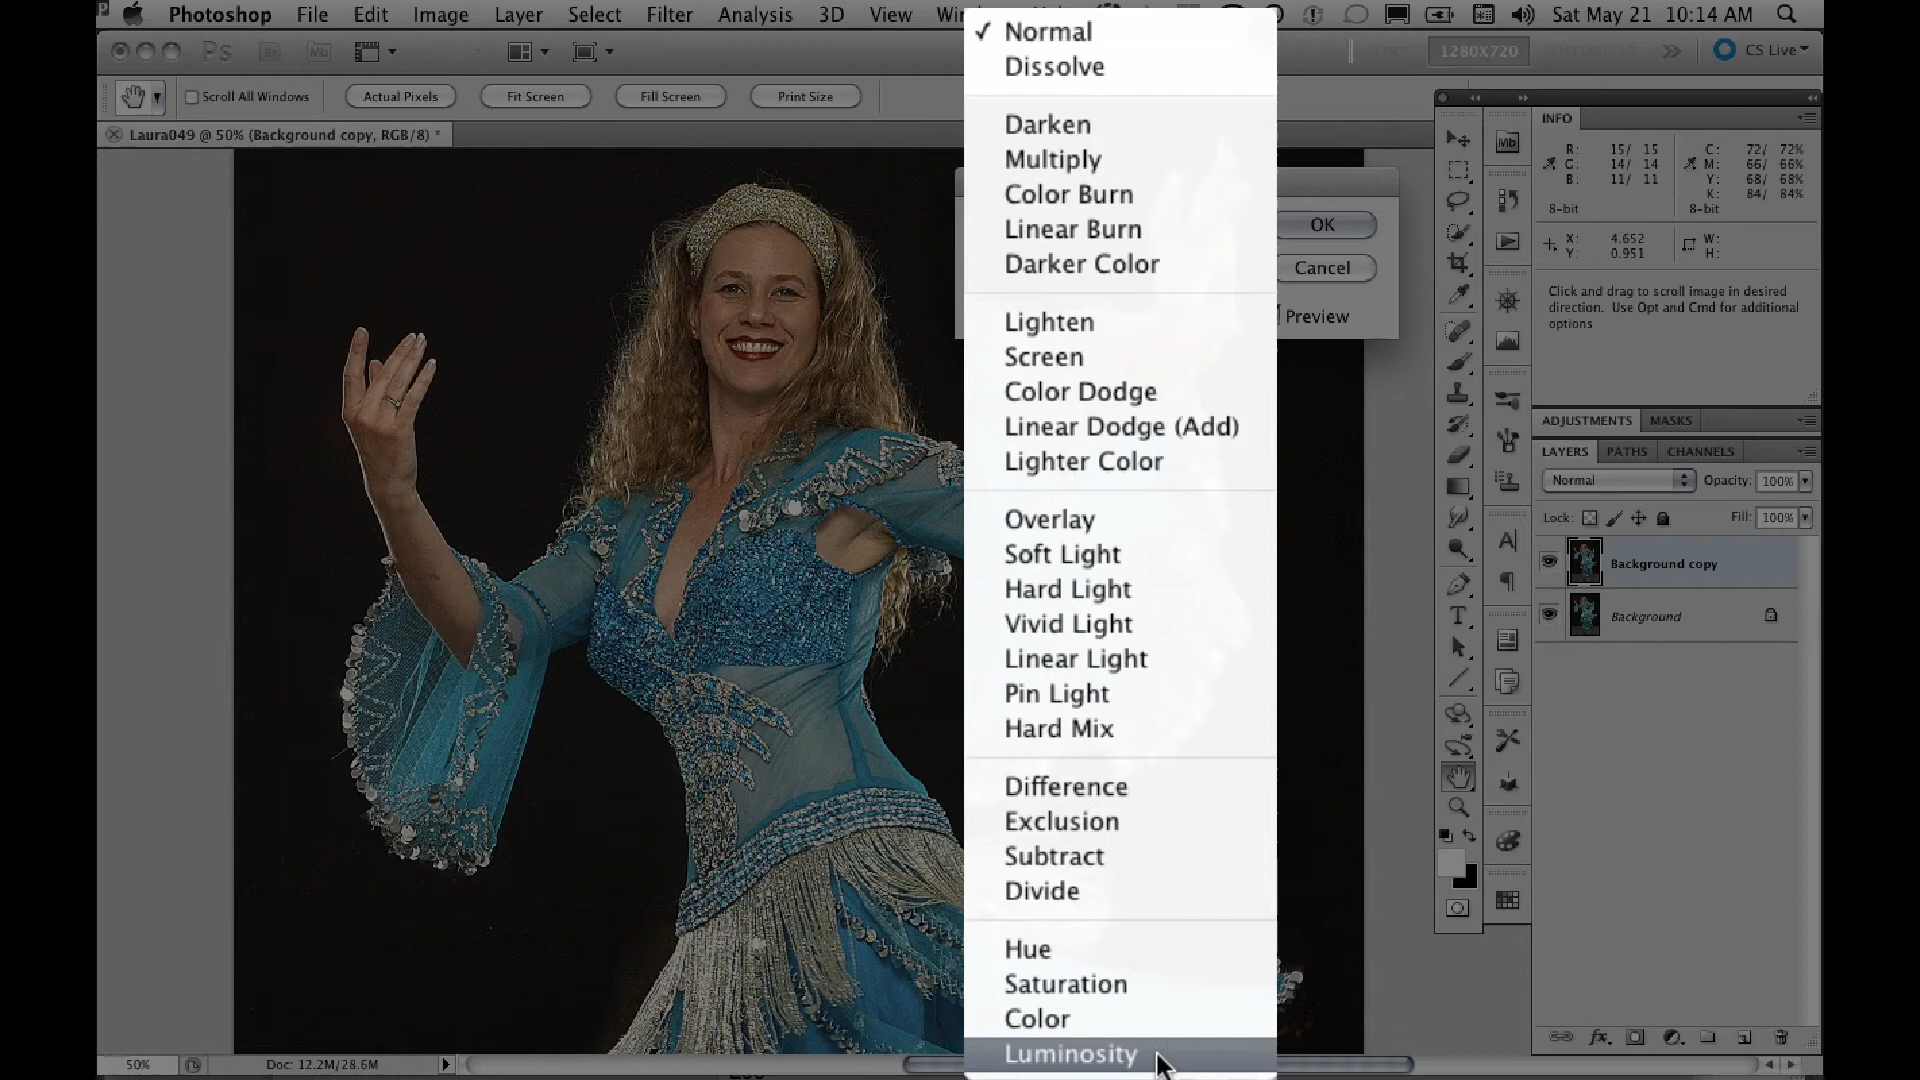 Photoshop File Edit Image Layer Select Filter Analysis 3D View Sat May 21 10:14 AM
Ps Br Mb 1280X720 CS Live
Scroll All Windows Actual Pixels Fit Screen Fill Screen Print Size
Laura049 @ 50% (Background copy, RGB/8) *
Normal
Dissolve
Darken
Multiply
Color Burn
Linear Burn
Darker Color
Lighten
Screen
Color Dodge
Linear Dodge (Add)
Lighter Color
Overlay
Soft Light
Hard Light
Vivid Light
Linear Light
Pin Light
Hard Mix
Difference
Exclusion
Subtract
Divide
Hue
Saturation
Color
Luminosity
OK
Cancel
Preview
Mb
INFO
R: 15/ 15 C: 72/ 72%
G: 14/ 14 M: 66/ 66%
B: 11/ 11 Y: 68/ 68%
K: 84/ 84%
8-bit 8-bit
X: 4.652 W:
Y: 0.951 H:
Click and drag to scroll image in desired
direction. Use Opt and Cmd for additional
options
ADJUSTMENTS MASKS
LAYERS PATHS CHANNELS
Normal Opacity: 100%
Lock: Fill: 100%
Background copy
Background
50% Doc: 12.2M/28.6M